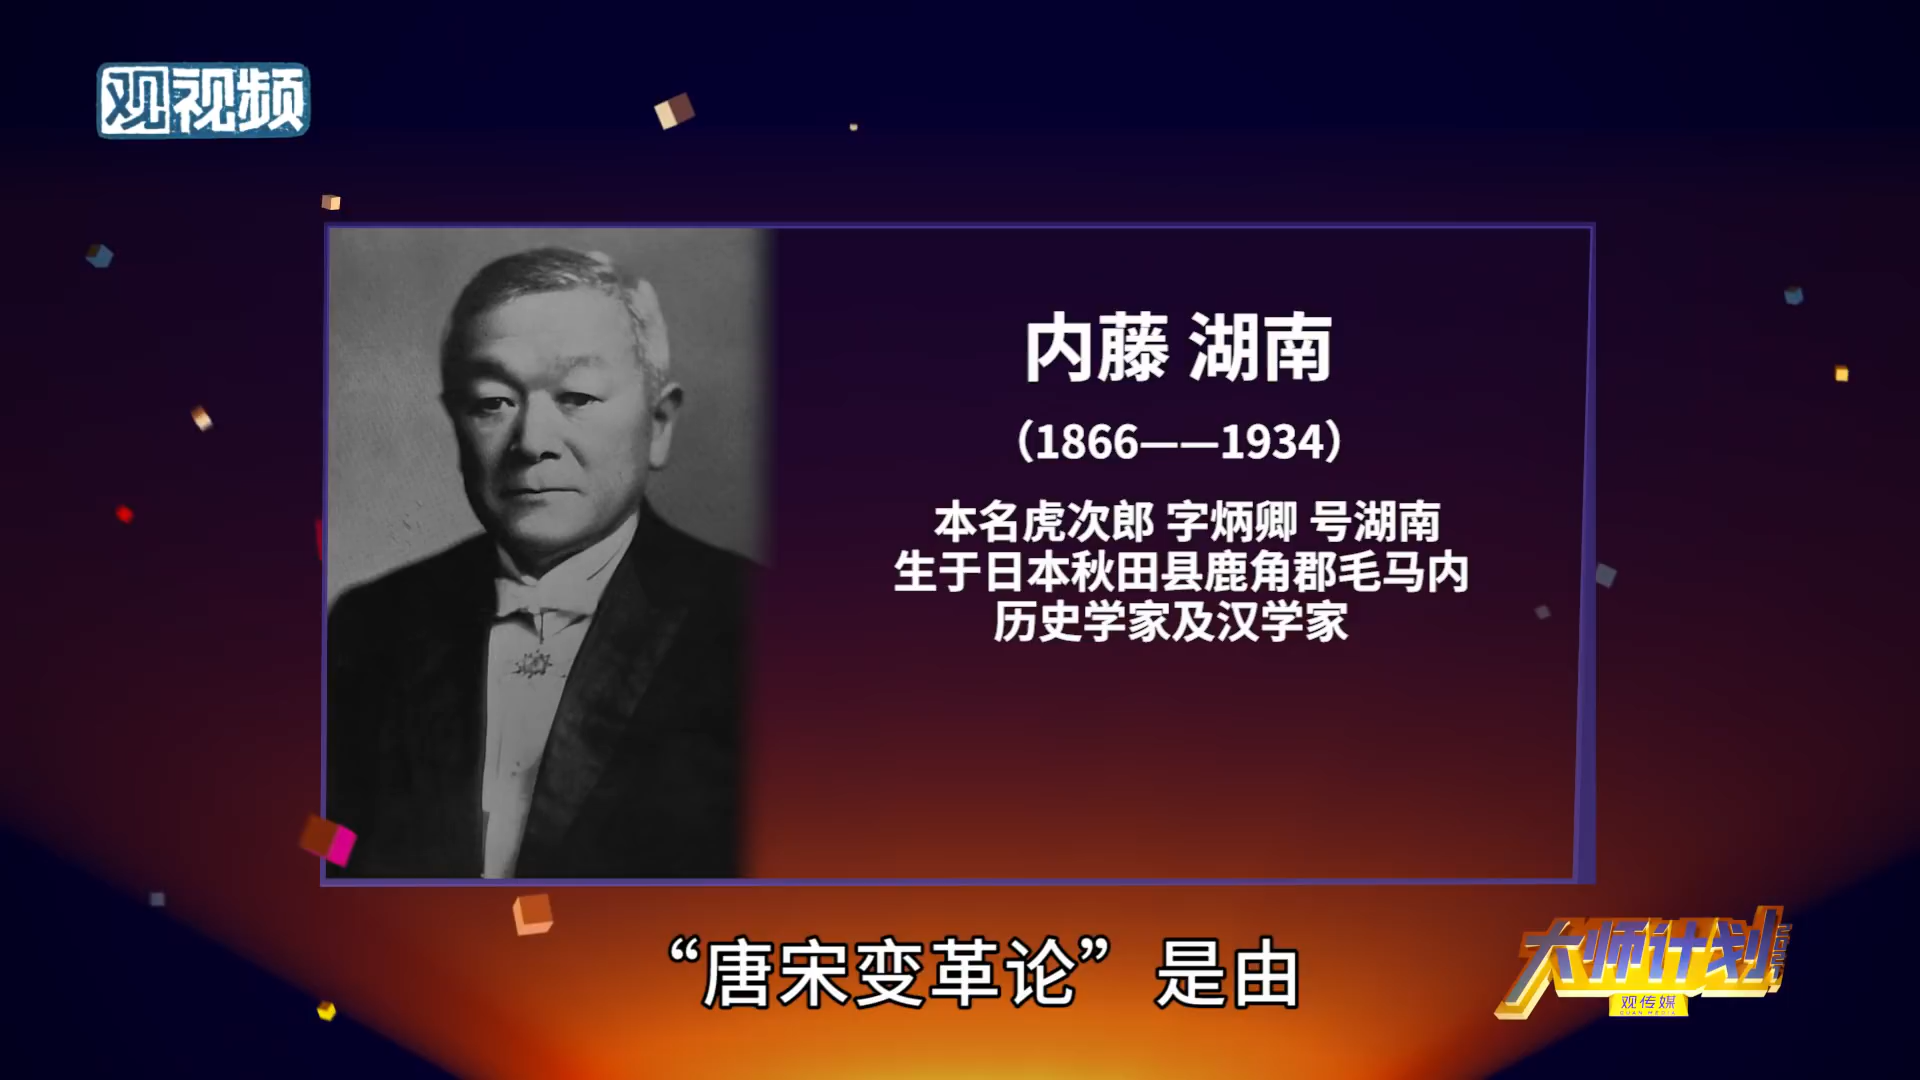 观视频
内藤 湖南
（1866——1934）
本名虎次郎 字炳卿 号湖南
生于日本秋田县鹿角郡毛马内
历史学家及汉学家
“唐宋变革论” 是由
大师计划
观传媒
GUAN MEDIA